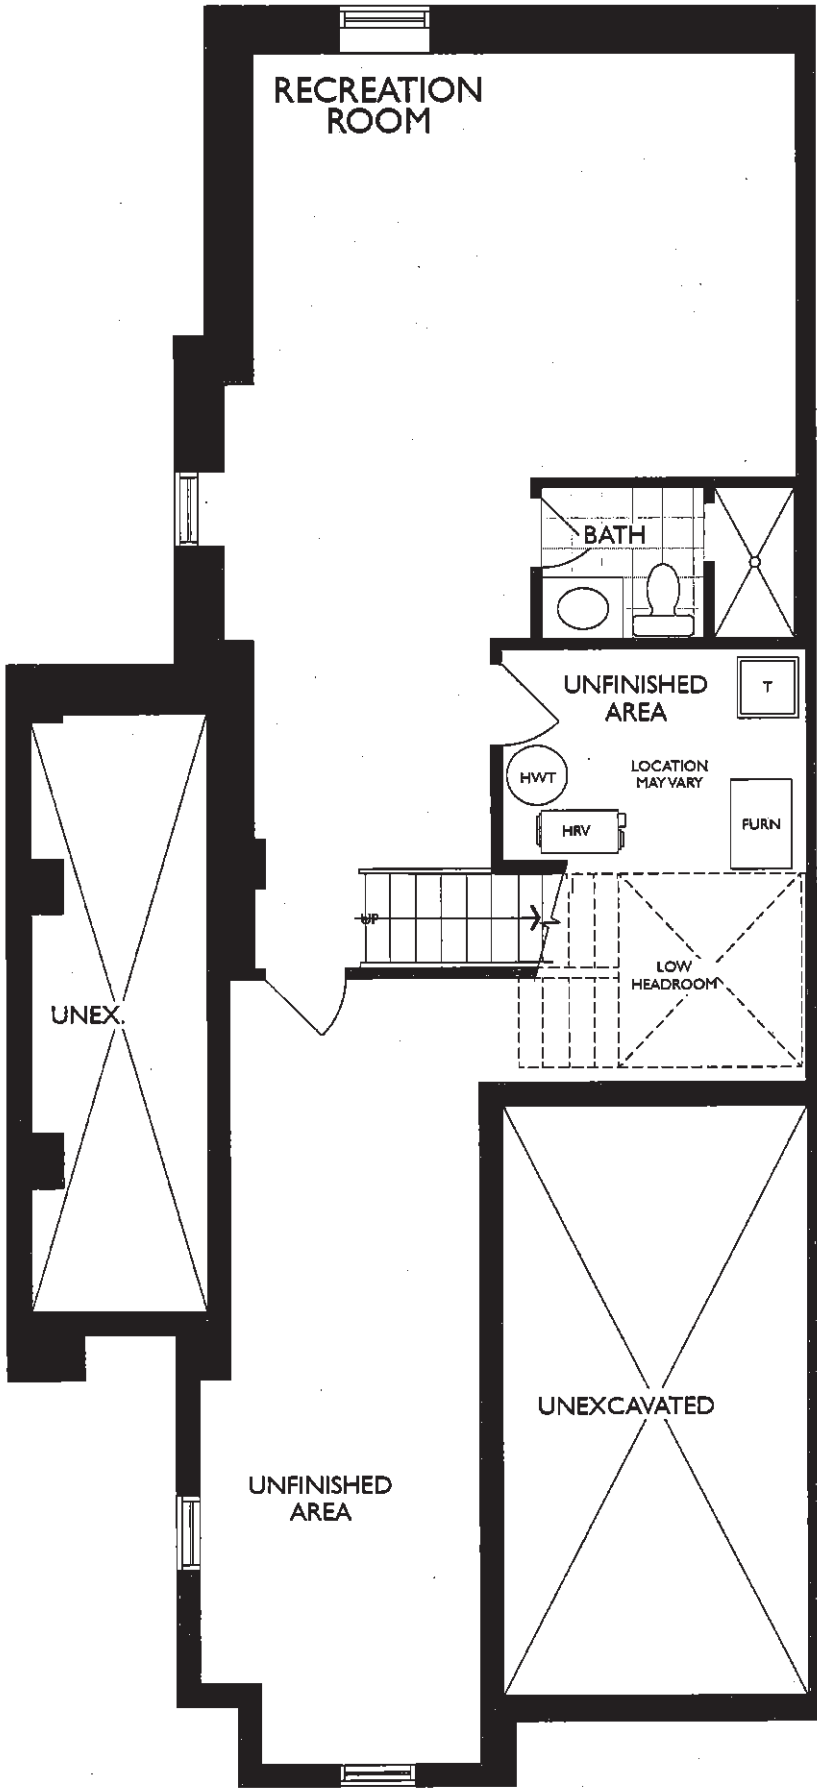 RECREATION
ROOM
BATH
UNFINISHED
AREA
T
LOCATION
MAY VARY
HWT
HRV
FURN
UP
LOW
HEADROOM
UNEX.
UNEXCAVATED
UNFINISHED
AREA